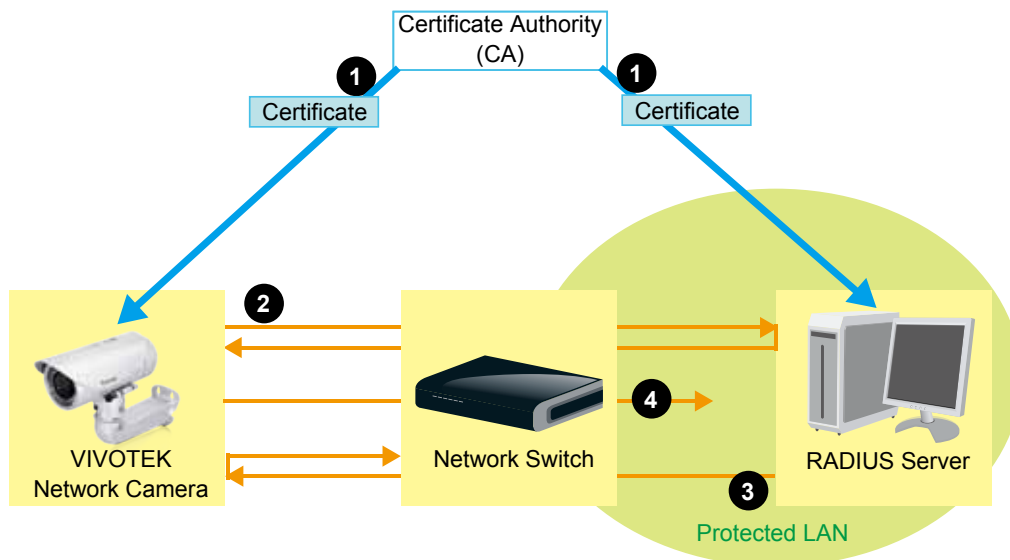 Certificate Authority
(CA)
1
1
Certificate
Certificate
2
4
VIVOTEK
Network Camera
Network Switch
RADIUS Server
3
Protected LAN